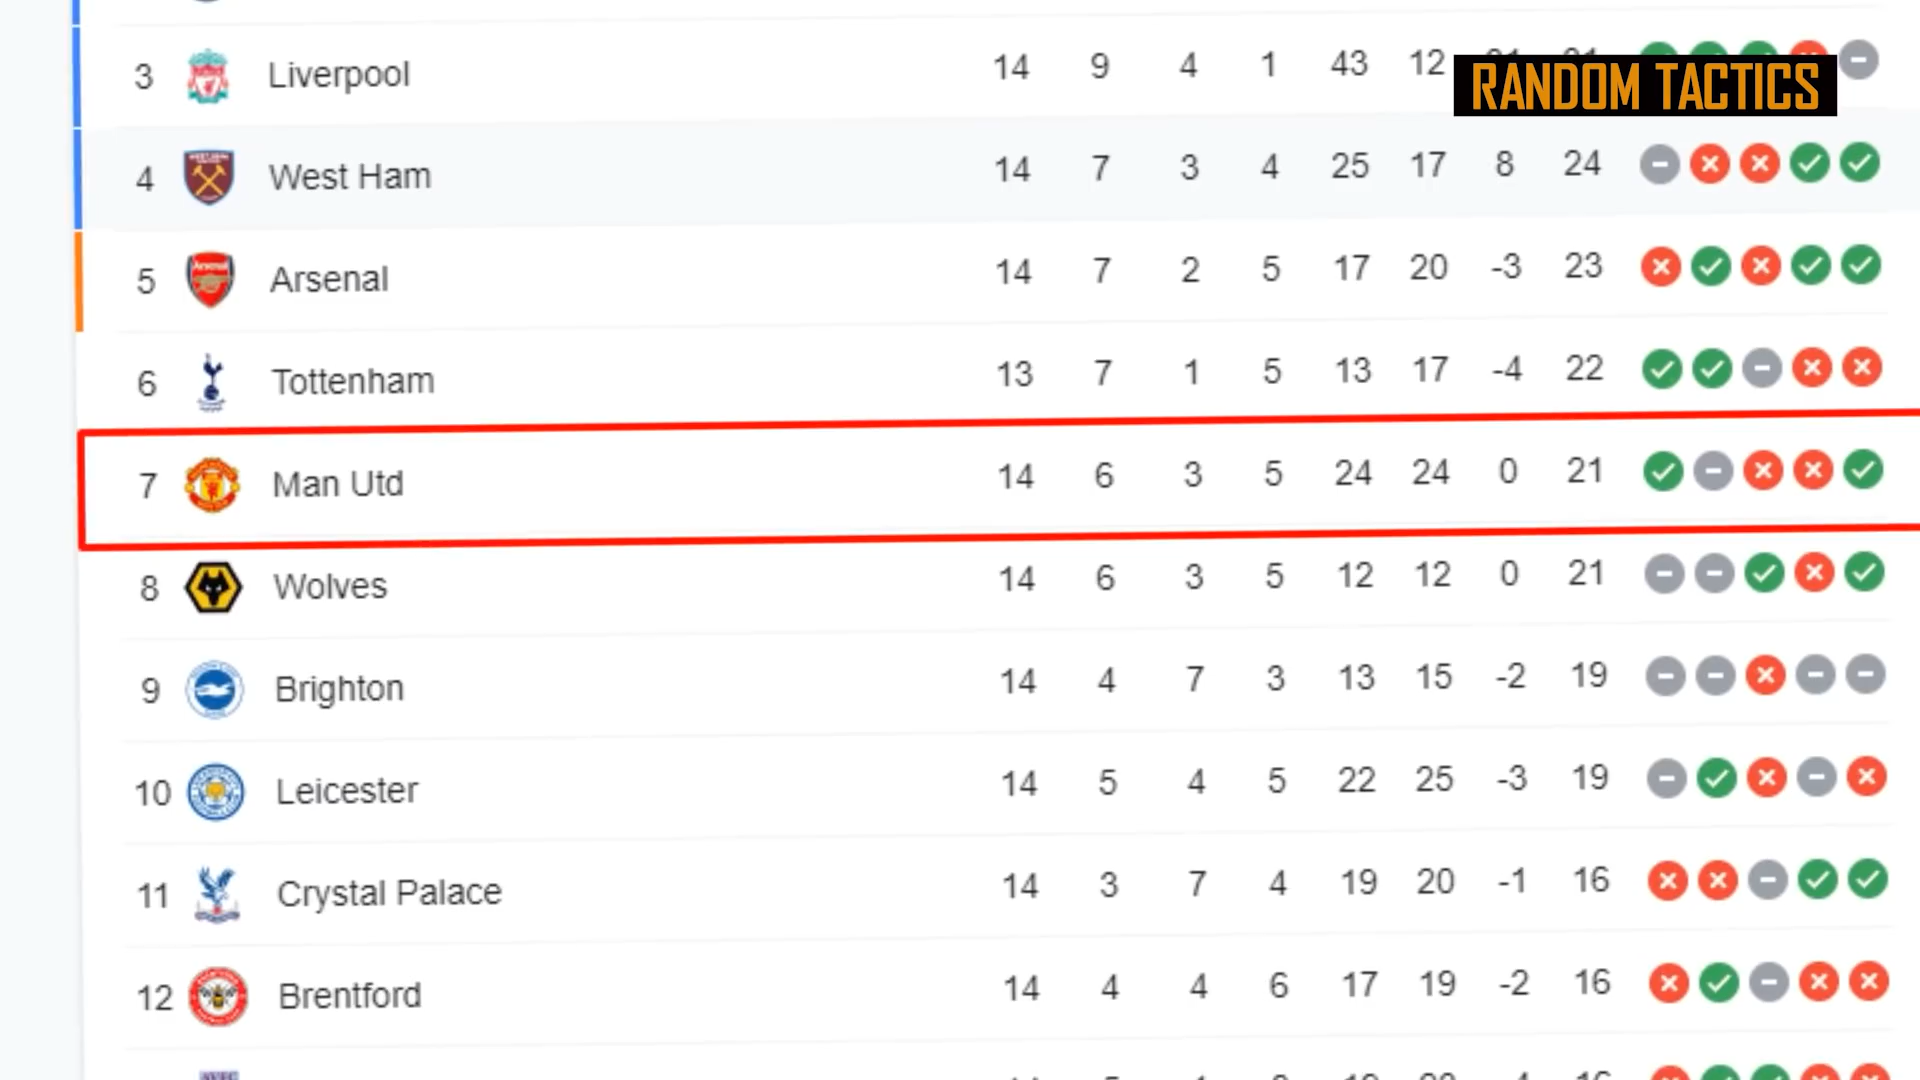 3 Liverpool 14 9 4 1 43 12
RANDOM TACTICS
4 West Ham 14 7 3 4 25 17 8 24
5 Arsenal 14 7 2 5 17 20 -3 23
6 Tottenham 13 7 1 5 13 17 -4 22
7 Man Utd 14 6 3 5 24 24 0 21
8 Wolves 14 6 3 5 12 12 0 21
9 Brighton 14 4 7 3 13 15 -2 19
10 Leicester 14 5 4 5 22 25 -3 19
11 Crystal Palace 14 3 7 4 19 20 -1 16
12 Brentford 14 4 4 6 17 19 -2 16